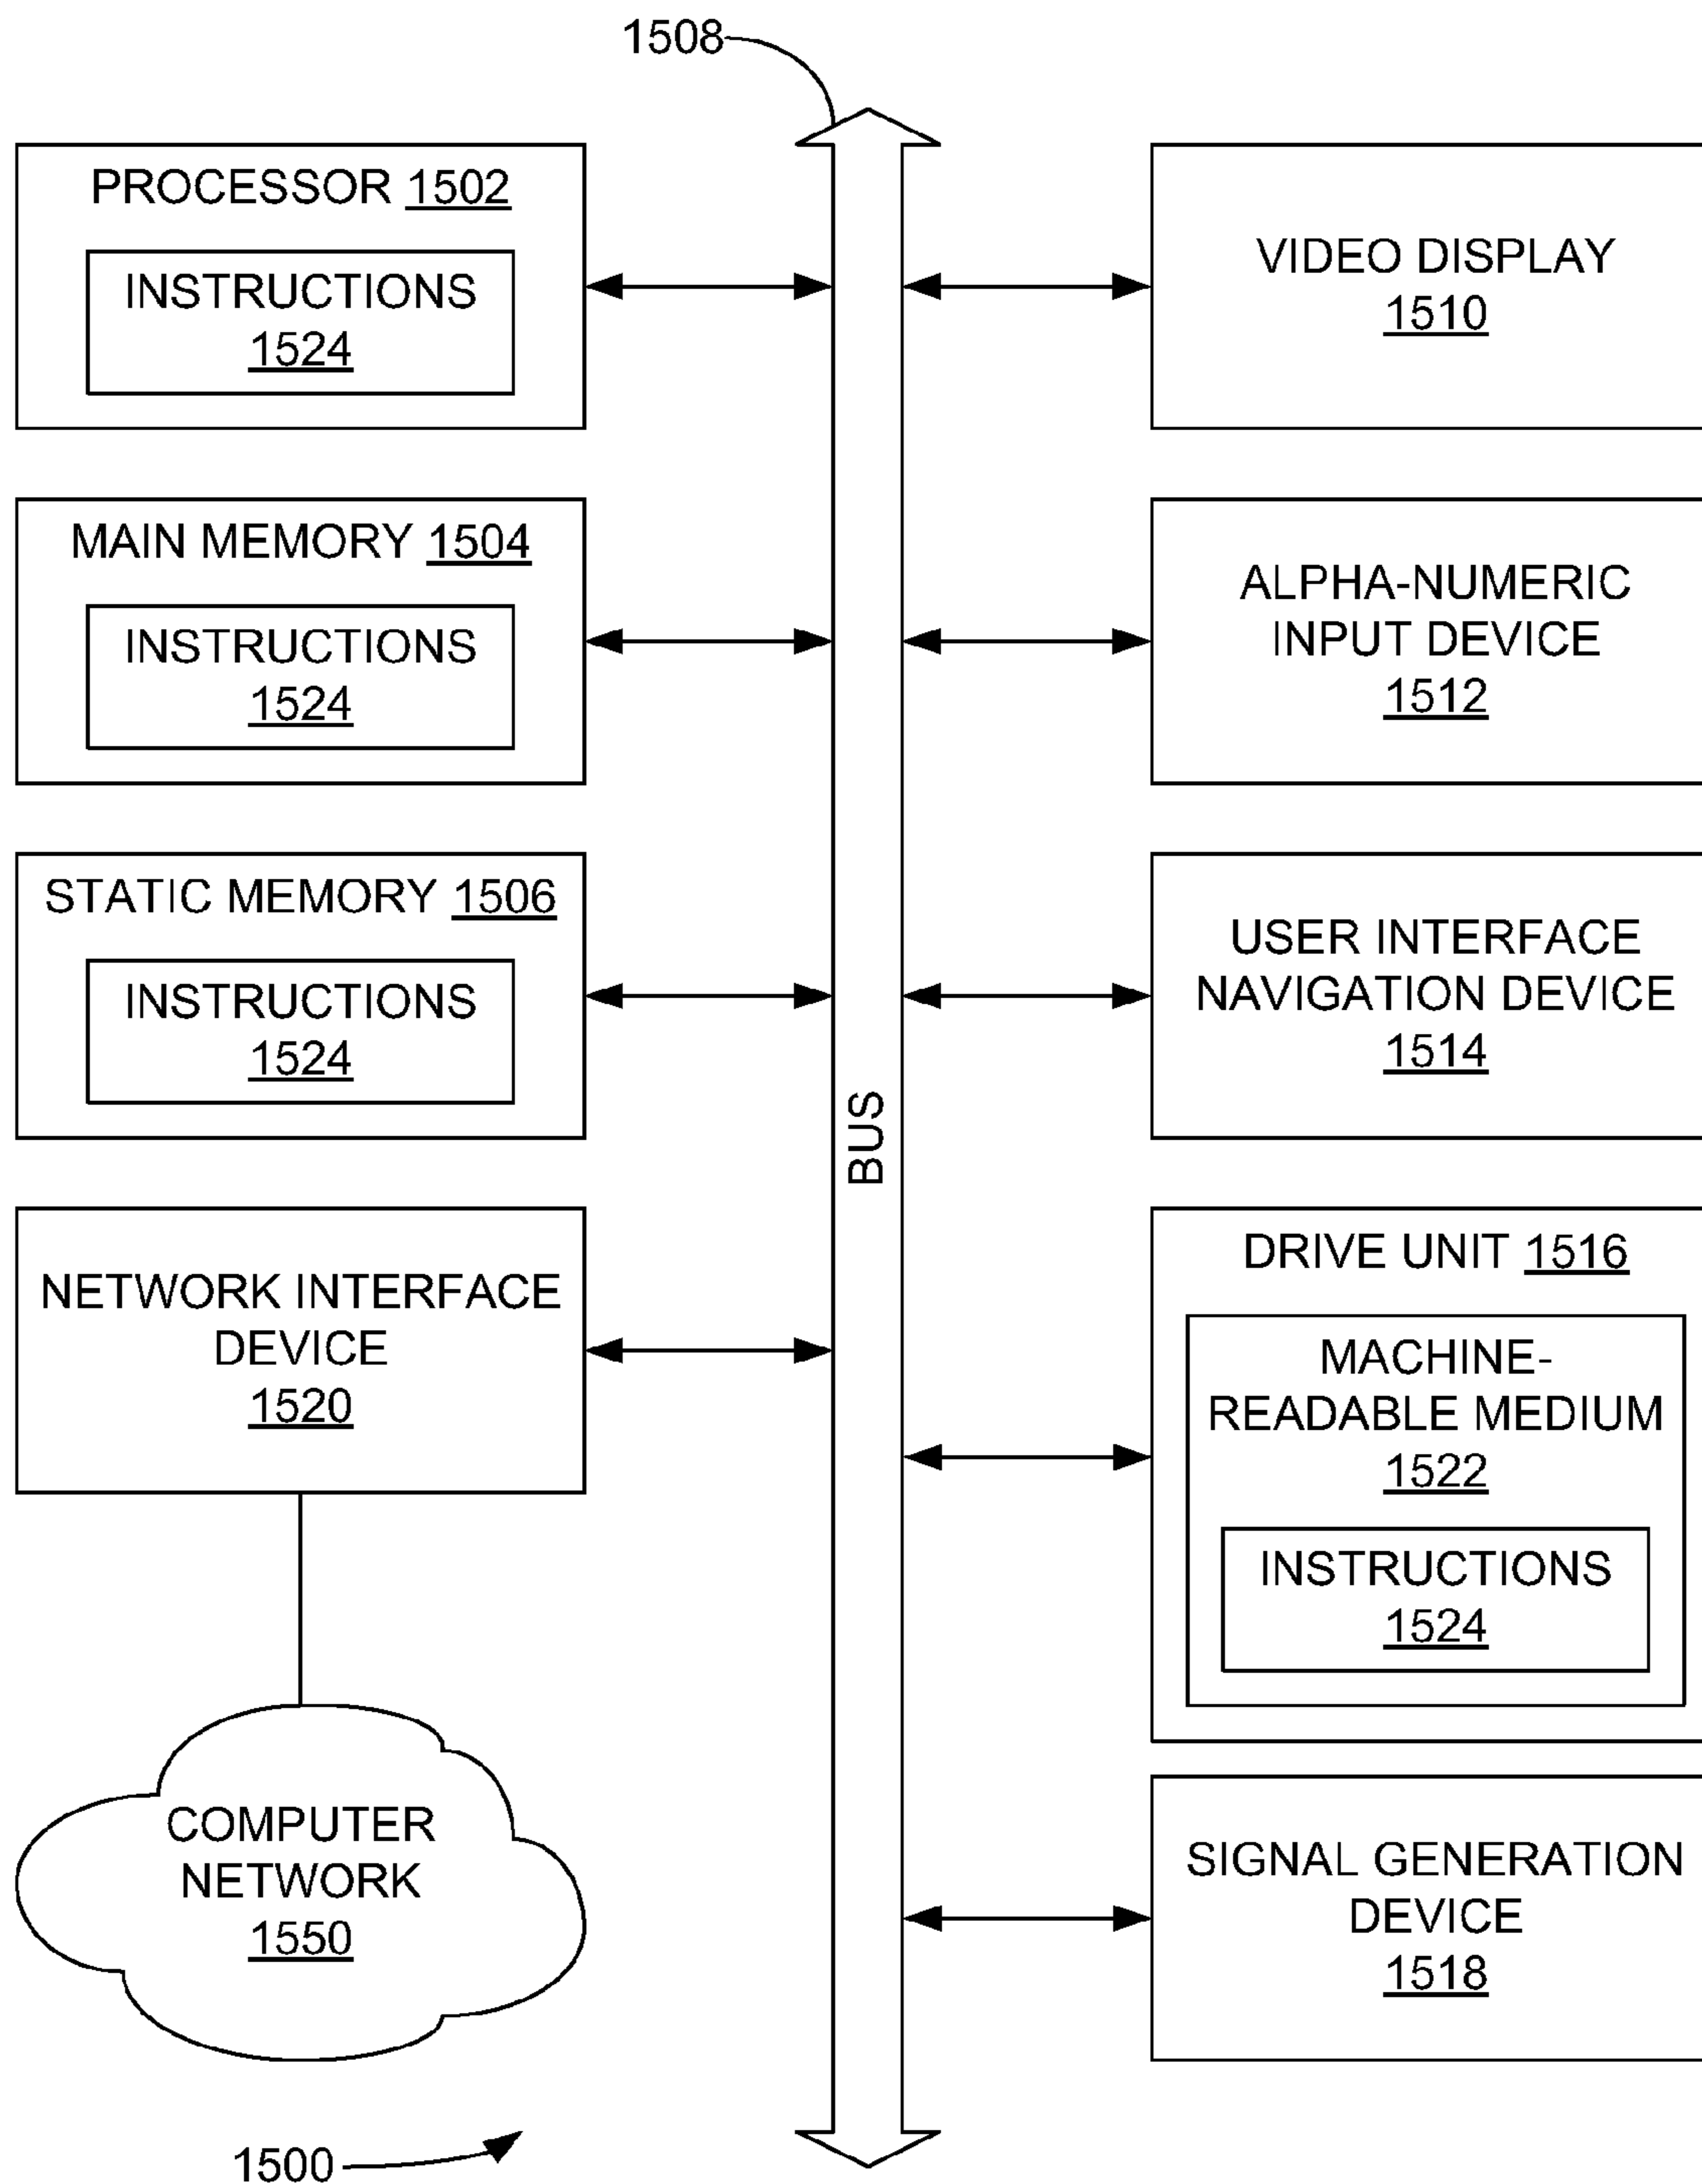 1508
PROCESSOR 1502
INSTRUCTIONS
1524
MAIN MEMORY 1504
INSTRUCTIONS
1524
STATIC MEMORY 1506
INSTRUCTIONS
1524
NETWORK INTERFACE
DEVICE
1520
COMPUTER
NETWORK
1550
1500
BUS
VIDEO DISPLAY
1510
ALPHA-NUMERIC
INPUT DEVICE
1512
USER INTERFACE
NAVIGATION DEVICE
1514
DRIVE UNIT 1516
MACHINE-
READABLE MEDIUM
1522
INSTRUCTIONS
1524
SIGNAL GENERATION
DEVICE
1518